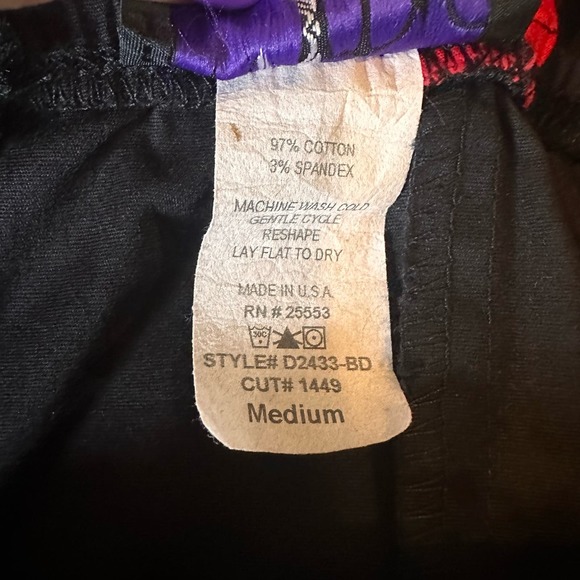 97% COTTON
3% SPANDEX
MACHINE WASH COLD
GENTLE CYCLE
RESHAPE
LAY FLAT TO DRY
MADE IN U.S.A.
RN # 25553
30C
STYLE# D2433-BD
CUT# 1449
Medium